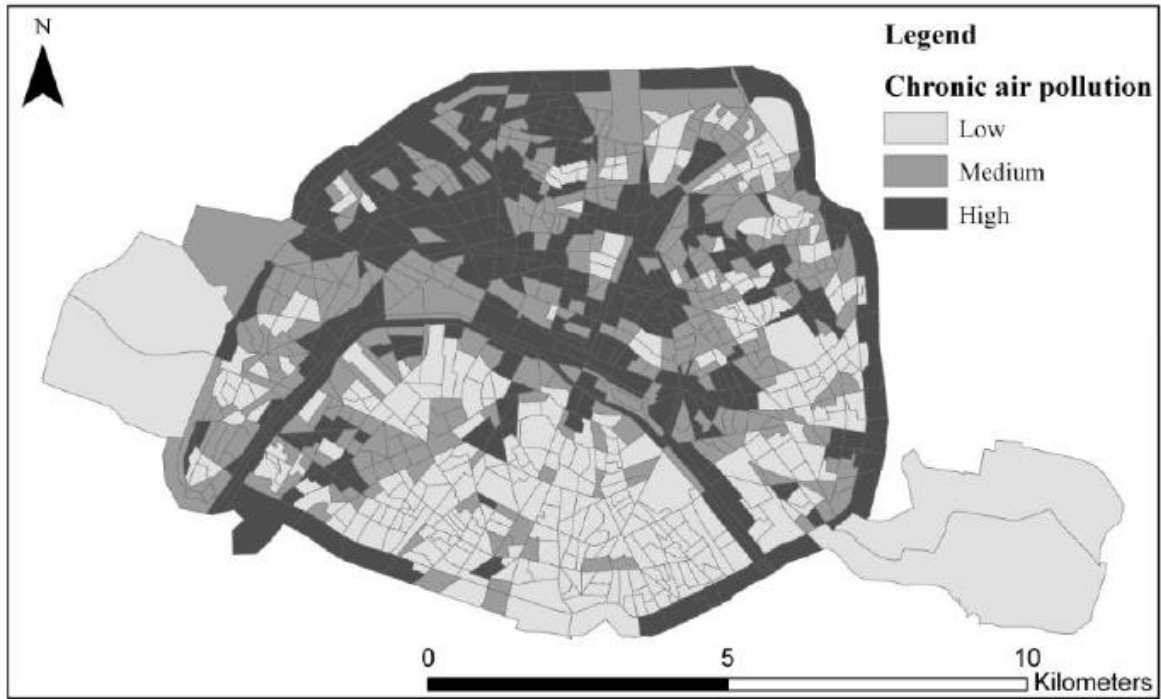 N
Legend
Chronic air pollution
Low
Medium
High
0 5 10
Kilometers